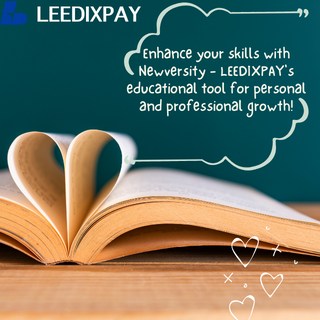 LEEDIXPAY
Enhance your skills with
Newversity - LEEDIXPAY's
educational tool for personal
and professional growth!